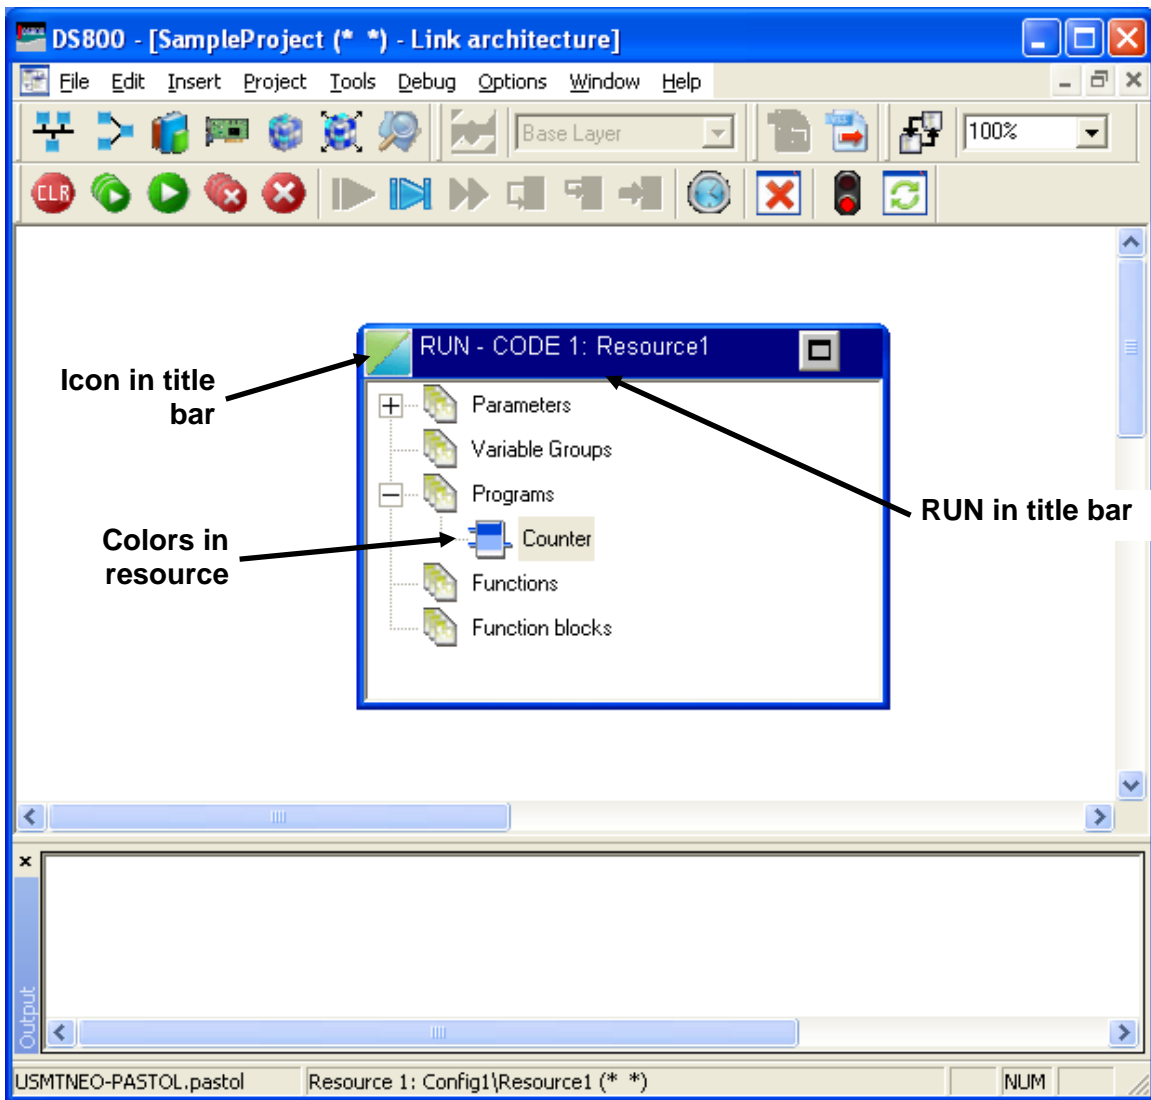 DS800 - [SampleProject (*  *) - Link architecture]
File Edit Insert Project Tools Debug Options Window Help
Base Layer
100%
CLR
RUN - CODE 1: Resource1
Icon in title
bar
Parameters
Variable Groups
Programs
RUN in title bar
Counter
Colors in
resource
Functions
Function blocks
Output
USMTNEO-PASTOL.pastol
Resource 1: Config1\Resource1 (*  *)
NUM